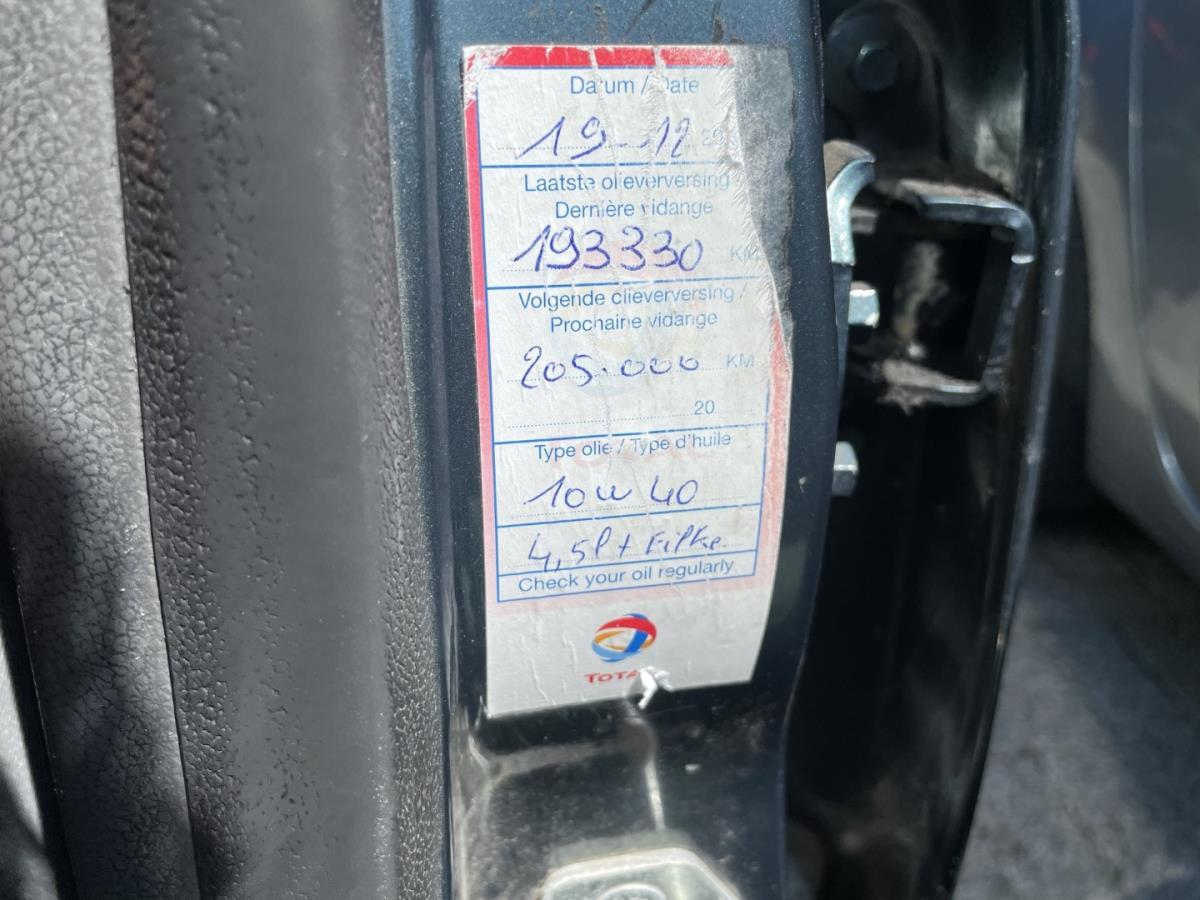 Datum / Date
19-12 20
Laatste olieverversing /
Dernière vidange
193330 KM
Volgende olieverversing /
Prochaine vidange
205.000 KM
20
Type olie / Type d'huile
10w40
4,5l + Filtre
Check your oil regularly
TOTAL